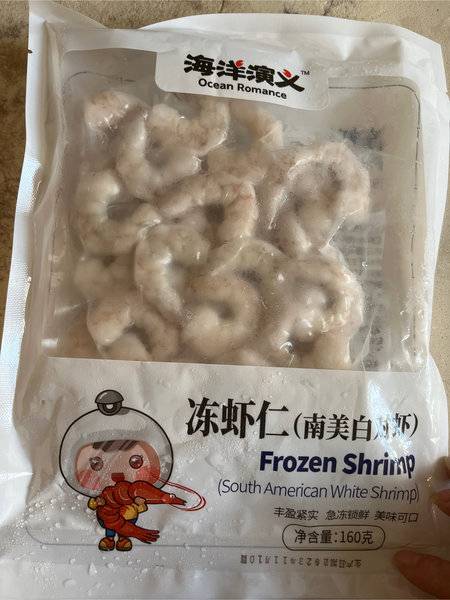 海洋演义™
Ocean Romance
冻虾仁(南美白对虾)
Frozen Shrimp
(South American White Shrimp)
丰盈紧实 急冻锁鲜 美味可口
净含量:160克